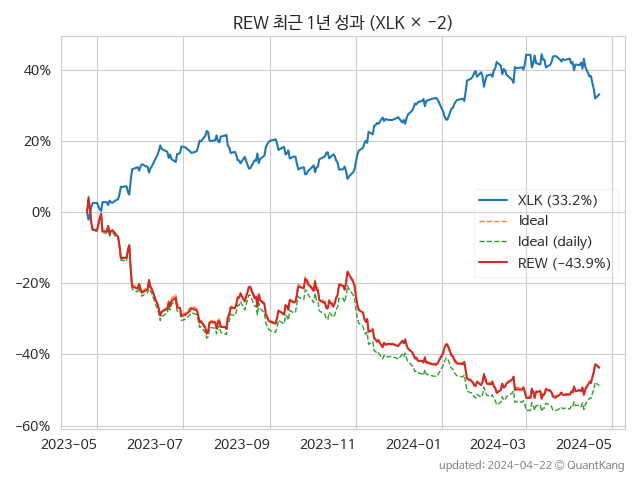 REW 최근 1년 성과 (XLK × −2)
40%
20%
0%
−20%
−40%
−60%
XLK (33.2%)
Ideal
Ideal (daily)
REW (−43.9%)
2023−05 2023−07 2023−09 2023−11 2024−01 2024−03 2024−05
updated: 2024−04−22 © QuantKang